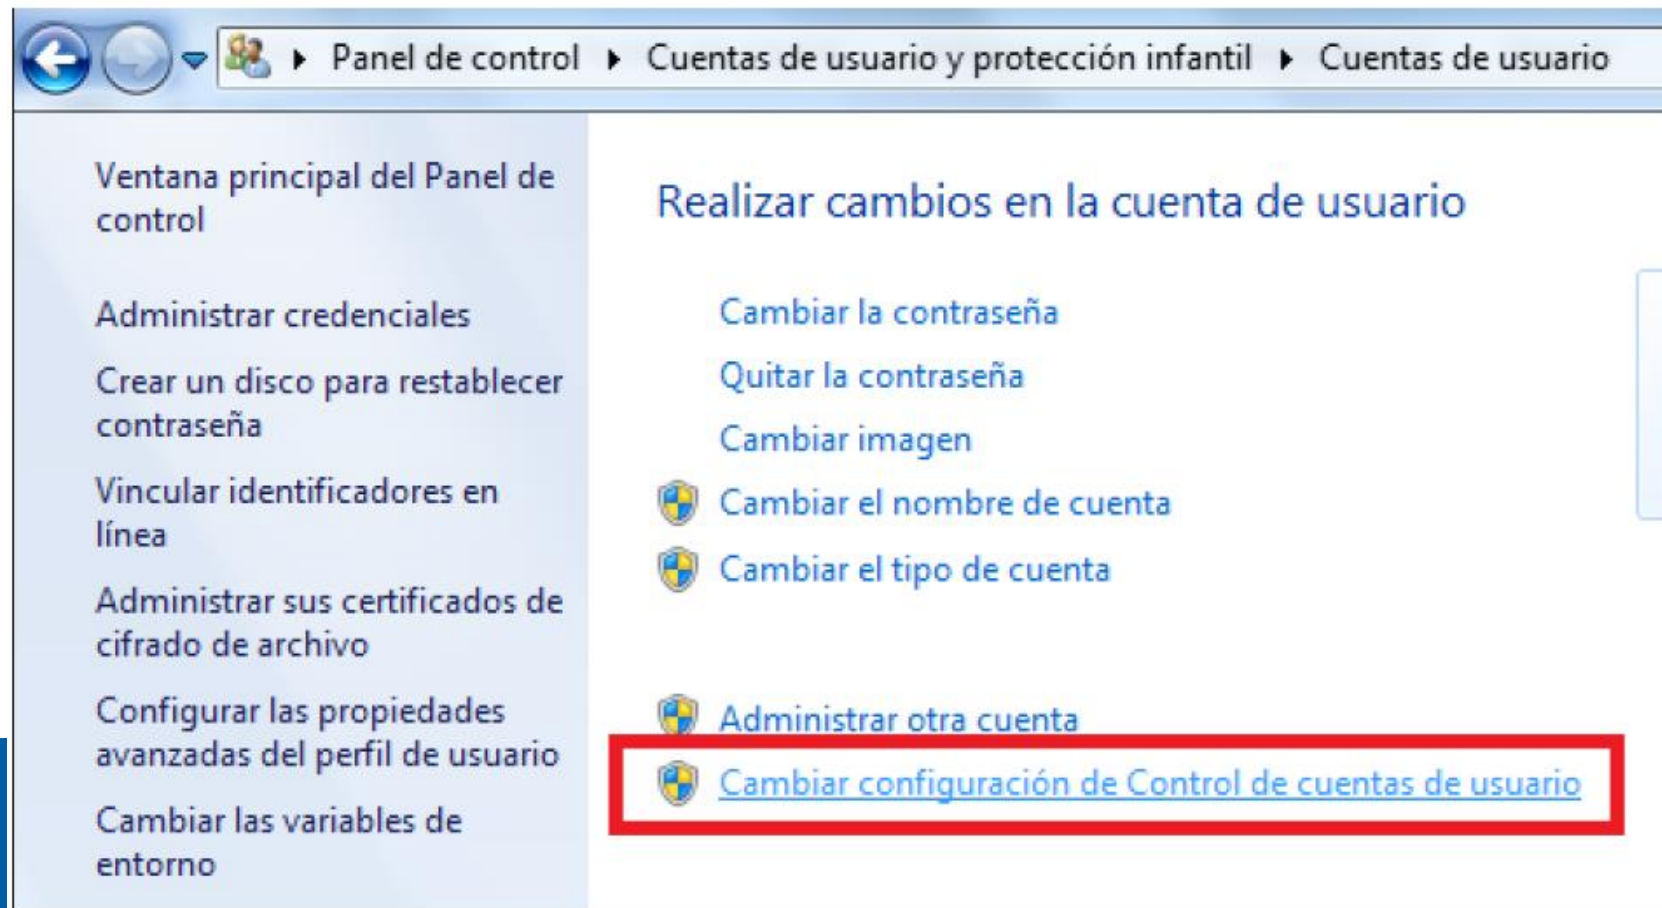 Panel de control Cuentas de usuario y protección infantil Cuentas de usuario
Ventana principal del Panel de
control
Administrar credenciales
Crear un disco para restablecer
contraseña
Vincular identificadores en
línea
Administrar sus certificados de
cifrado de archivo
Configurar las propiedades
avanzadas del perfil de usuario
Cambiar las variables de
entorno
Realizar cambios en la cuenta de usuario
Cambiar la contraseña
Quitar la contraseña
Cambiar imagen
Cambiar el nombre de cuenta
Cambiar el tipo de cuenta
Administrar otra cuenta
Cambiar configuración de Control de cuentas de usuario